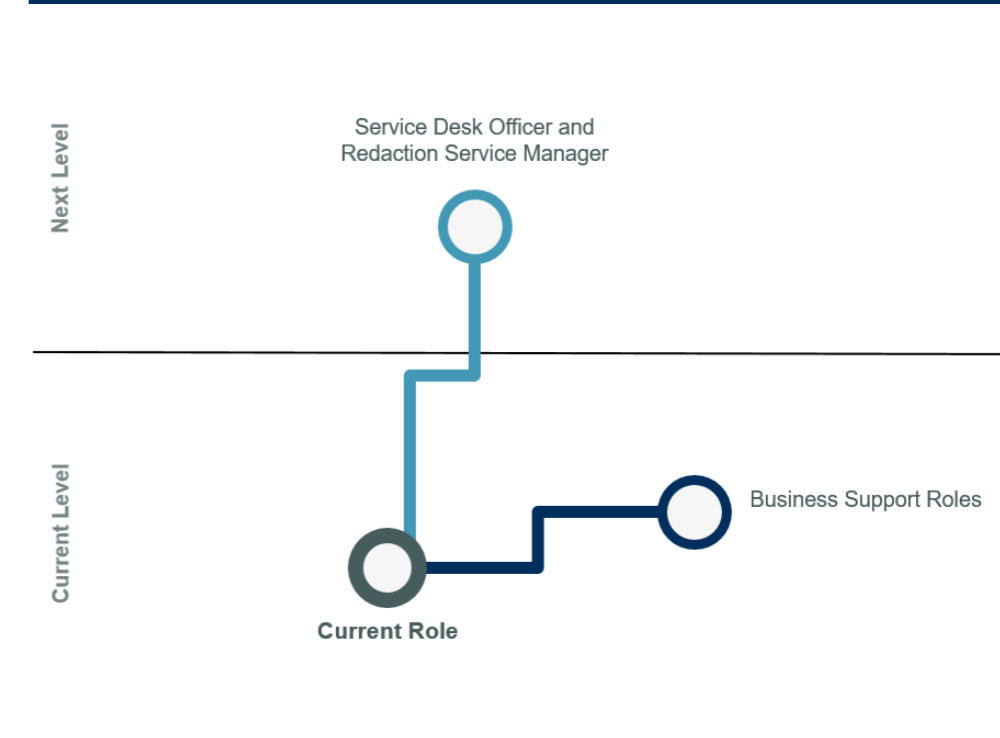 Next Level
Service Desk Officer and
Redaction Service Manager
Current Level
Business Support Roles
Current Role